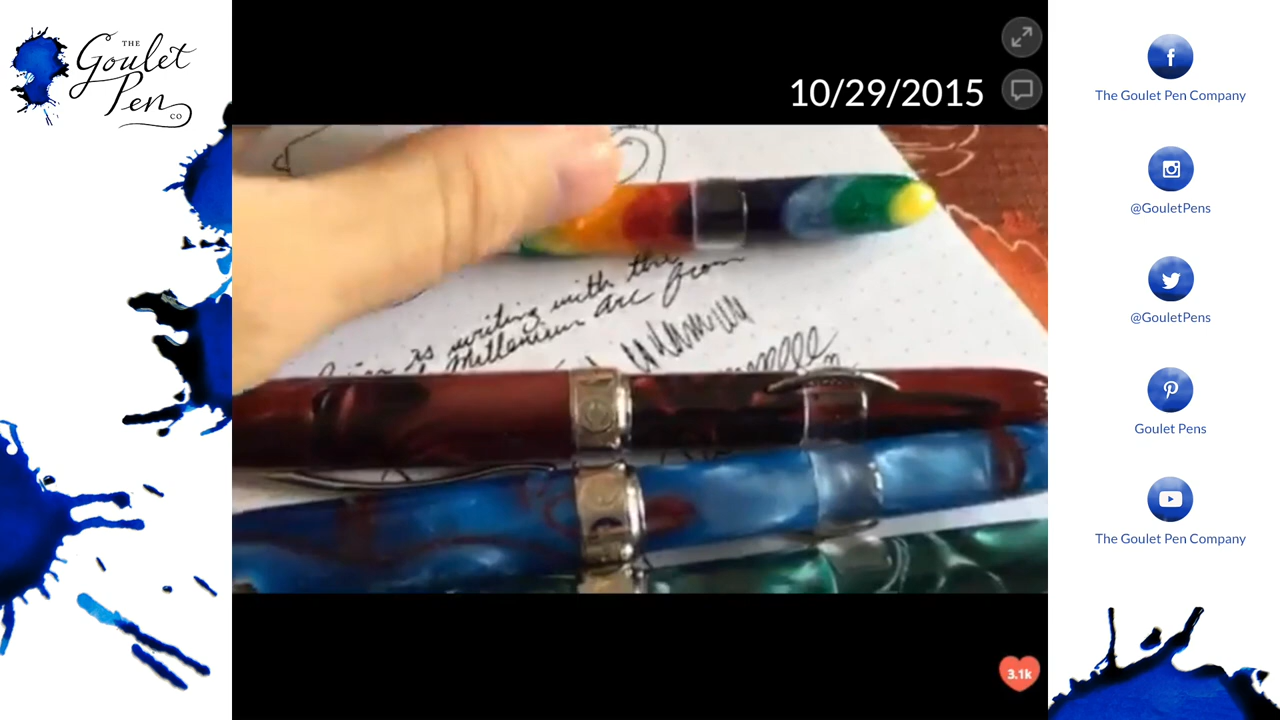 THE
Goulet
Pen
CO
10/29/2015
The Goulet Pen Company
@GouletPens
@GouletPens
Goulet Pens
The Goulet Pen Company
is writing with the
Millenium Arc from
3.1k